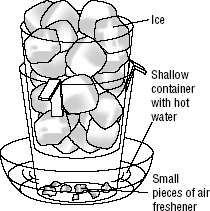 Ice
Shallow
container
with hot
water
Small
pieces of air
freshener